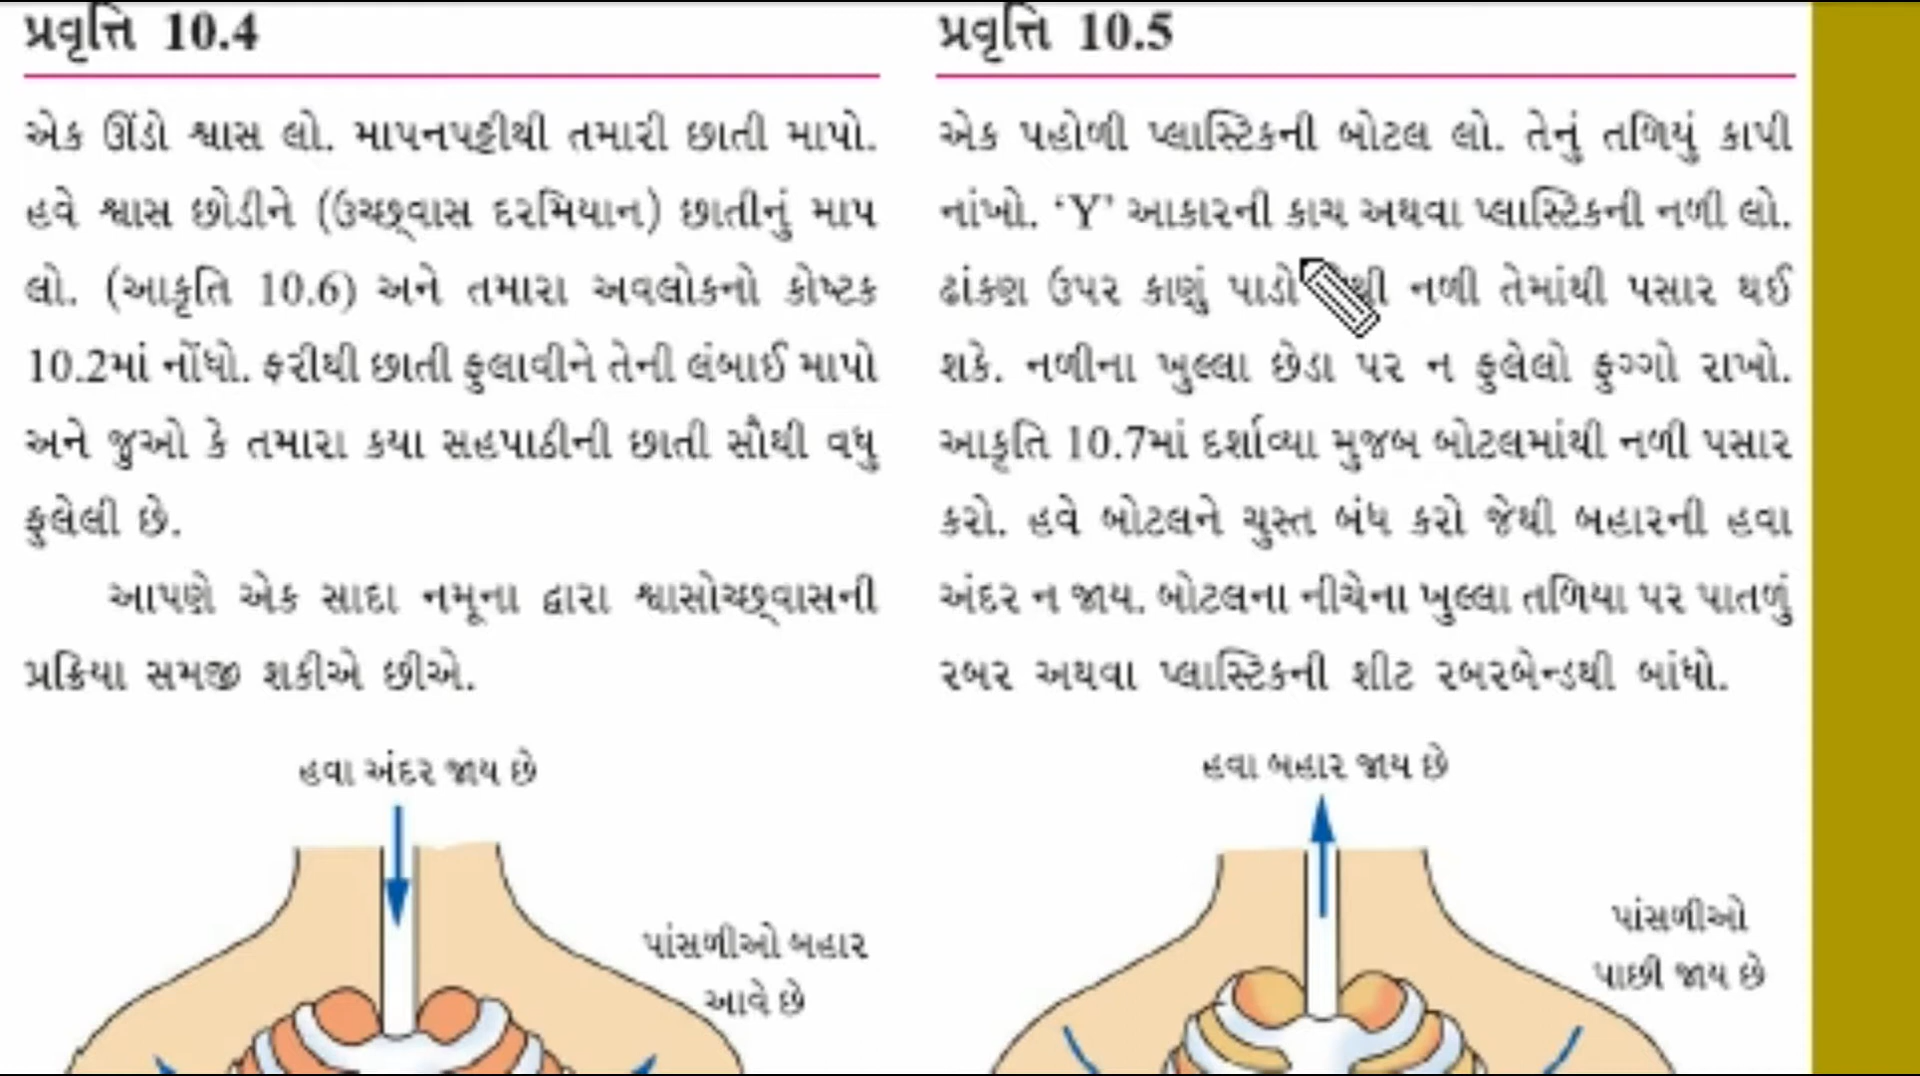 પ્રવૃત્તિ 10.4
એક ઊંડો શ્વાસ લો. માપનપટ્ટીથી તમારી છાતી માપો.
હવે શ્વાસ છોડીને (ઉચ્છ્વાસ દરમિયાન) છાતીનું માપ
લો. (આકૃતિ 10.6) અને તમારા અવલોકનો કોષ્ટક
10.2માં નોંધો. ફરીથી છાતી ફુલાવીને તેની લંબાઈ માપો
અને જુઓ કે તમારા કયા સહપાઠીની છાતી સૌથી વધુ
ફુલેલી છે.
આપણે એક સાદા નમૂના દ્વારા શ્વાસોચ્છ્વાસની
પ્રક્રિયા સમજી શકીએ છીએ.
હવા અંદર જાય છે
પાંસળીઓ બહાર
આવે છે
પ્રવૃત્તિ 10.5
એક પહોળી પ્લાસ્ટિકની બોટલ લો. તેનું તળિયું કાપી
નાંખો. ‘Y’ આકારની કાચ અથવા પ્લાસ્ટિકની નળી લો.
ઢાંકણ ઉપર કાણું પાડો નળી તેમાંથી પસાર થઈ
શકે. નળીના ખુલ્લા છેડા પર ન ફુલેલો ફુગ્ગો રાખો.
આકૃતિ 10.7માં દર્શાવ્યા મુજબ બોટલમાંથી નળી પસાર
કરો. હવે બોટલને ચુસ્ત બંધ કરો જેથી બહારની હવા
અંદર ન જાય. બોટલના નીચેના ખુલ્લા તળિયા પર પાતળું
રબર અથવા પ્લાસ્ટિકની શીટ રબરબેન્ડથી બાંધો.
હવા બહાર જાય છે
પાંસળીઓ
પાછી જાય છે